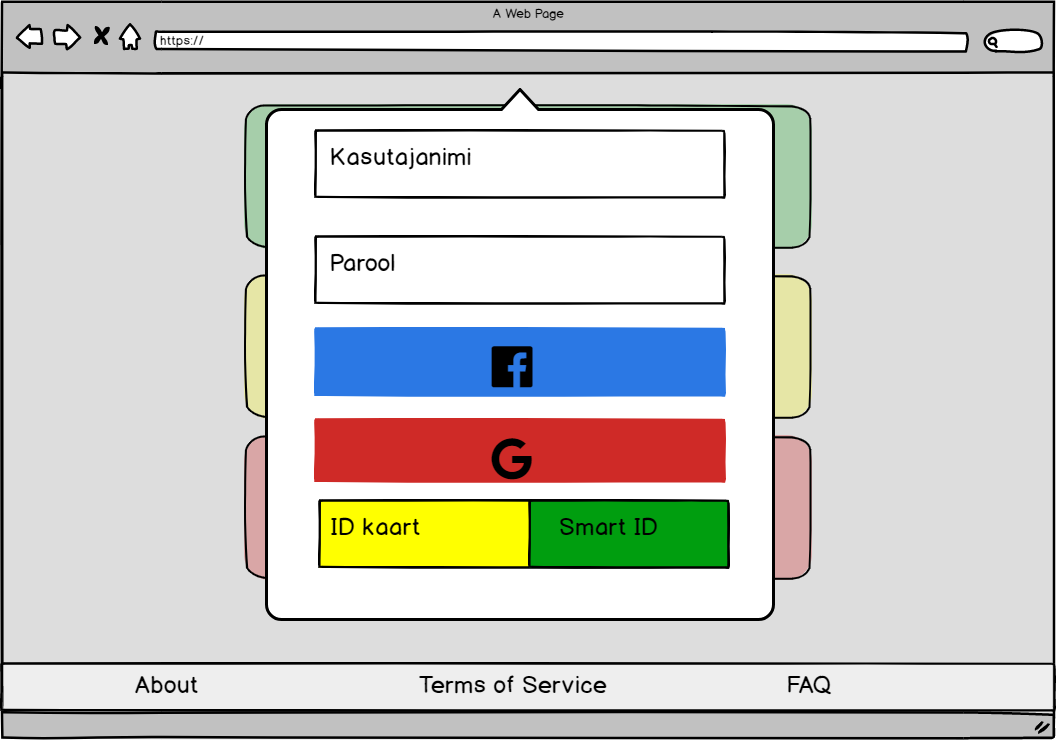 A Web Page
https://
Kasutajanimi
Parool
ID kaart
Smart ID
About
Terms of Service
FAQ